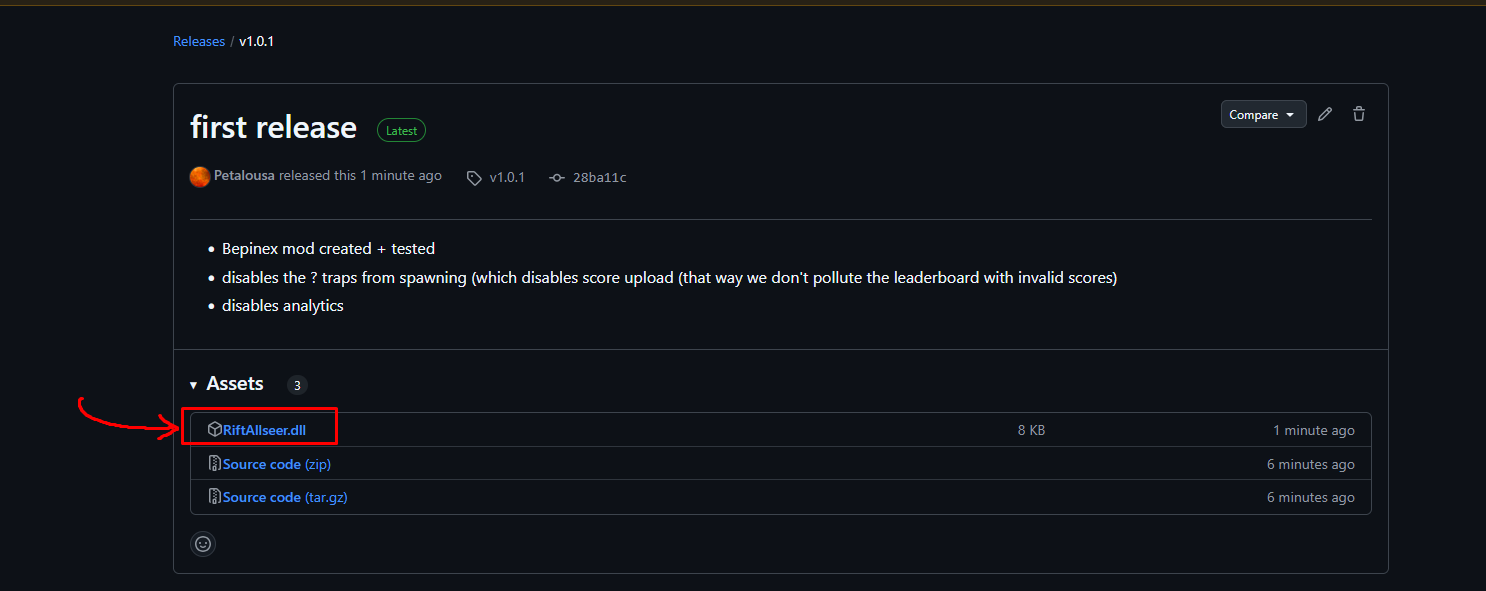 Releases / v1.0.1
first release Latest
Compare
Petalousa released this 1 minute ago v1.0.1 28ba11c
Bepinex mod created + tested
disables the ? traps from spawning (which disables score upload (that way we don't pollute the leaderboard with invalid scores)
disables analytics
Assets 3
RiftAllseer.dll 8 KB 1 minute ago
Source code (zip) 6 minutes ago
Source code (tar.gz) 6 minutes ago